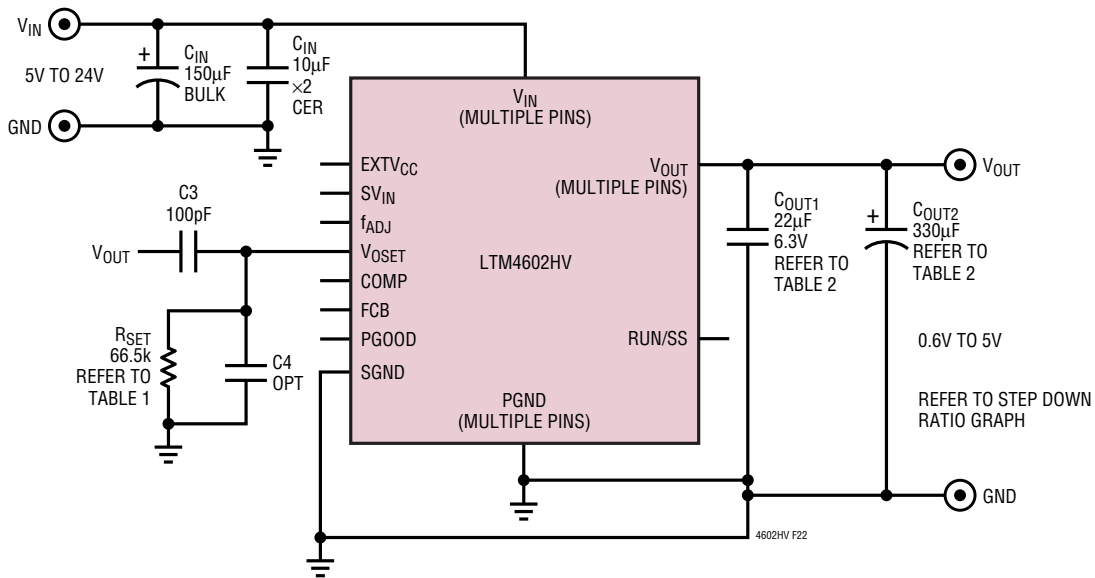 VIN
5V TO 24V
GND
+
CIN
150µF
BULK
CIN
10µF
×2
CER
VIN
(MULTIPLE PINS)
EXTVCC
SVIN
fADJ
VOSET
COMP
FCB
PGOOD
SGND
LTM4602HV
VOUT
(MULTIPLE PINS)
RUN/SS
PGND
(MULTIPLE PINS)
C3
100pF
VOUT
RSET
66.5k
REFER TO
TABLE 1
C4
OPT
VOUT
COUT1
22µF
6.3V
REFER TO
TABLE 2
+
COUT2
330µF
REFER TO
TABLE 2
0.6V TO 5V
REFER TO STEP DOWN
RATIO GRAPH
GND
4602HV F22